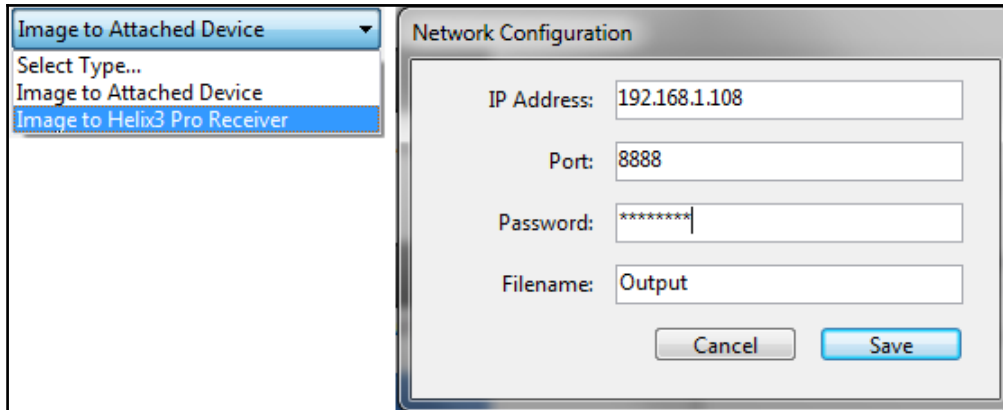 Image to Attached Device
Select Type...
Image to Attached Device
Image to Helix3 Pro Receiver
Network Configuration
IP Address: 192.168.1.108
Port: 8888
Password: ********
Filename: Output
Cancel Save